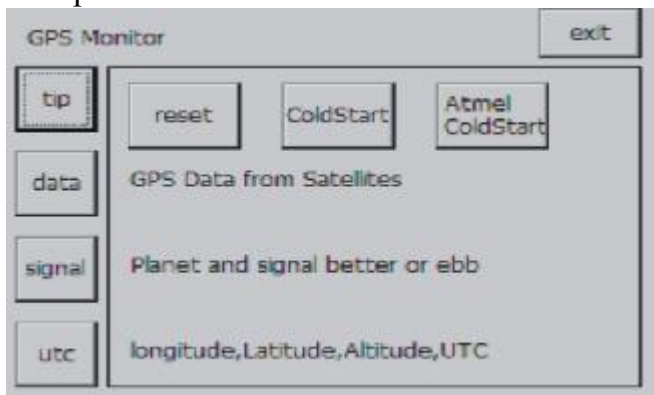 GPS Monitor
exit
tip
reset
ColdStart
Atmel
ColdStart
data
GPS Data from Satellites
signal
Planet and signal better or ebb
utc
longitude,Latitude,Altitude,UTC